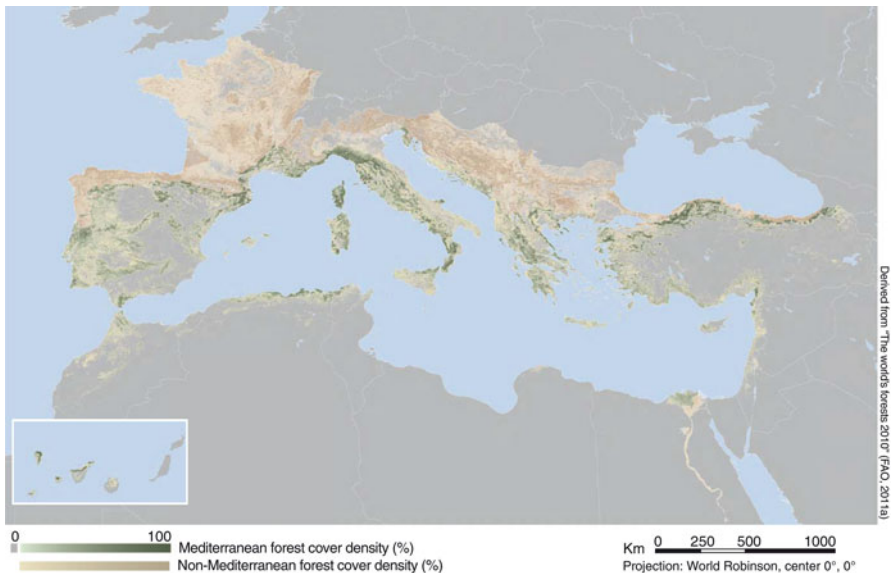 Derived from "The world's forests 2010" (FAO, 2011a)
0 100
Mediterranean forest cover density (%)
Non-Mediterranean forest cover density (%)
Km 0 250 500 1000
Projection: World Robinson, center 0°, 0°